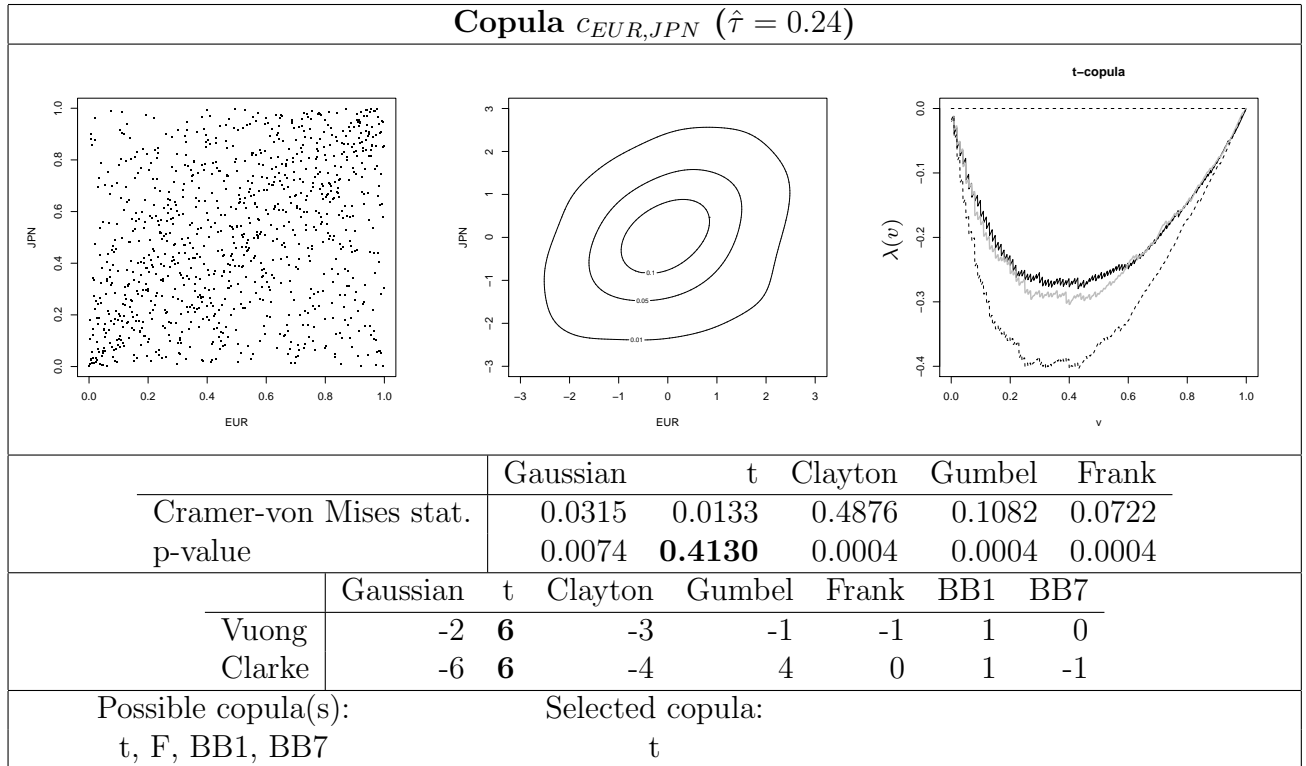 Copula c_{EUR,JPN} (τ̂ = 0.24)
JPN
1.0
0.8
0.6
0.4
0.2
0.0
0.0 0.2 0.4 0.6 0.8 1.0
EUR
JPN
3
2
1
0
−1
−2
−3
0.1
0.05
0.01
−3 −2 −1 0 1 2 3
EUR
t−copula
λ(v)
0.0
−0.1
−0.2
−0.3
−0.4
0.0 0.2 0.4 0.6 0.8 1.0
v
Gaussian t Clayton Gumbel Frank
Cramer-von Mises stat. 0.0315 0.0133 0.4876 0.1082 0.0722
p-value 0.0074 0.4130 0.0004 0.0004 0.0004
Gaussian t Clayton Gumbel Frank BB1 BB7
Vuong -2 6 -3 -1 -1 1 0
Clarke -6 6 -4 4 0 1 -1
Possible copula(s): Selected copula:
t, F, BB1, BB7 t